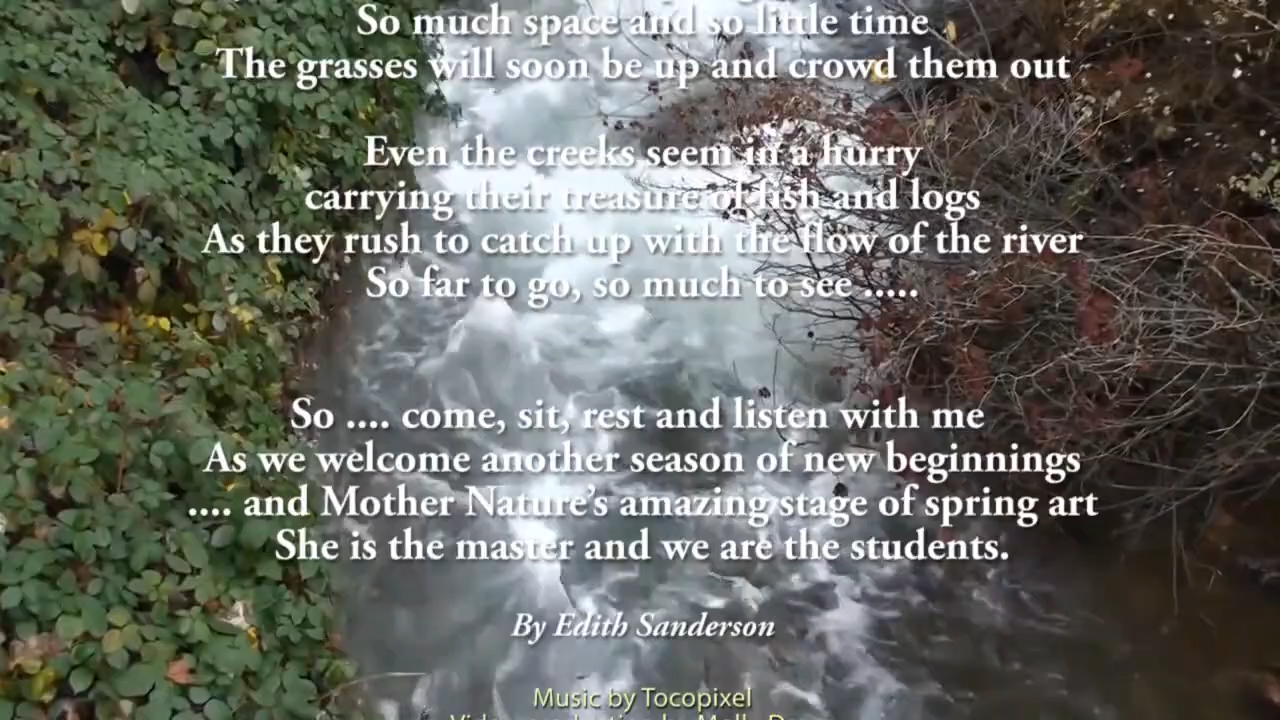 So much space and so little time
The grasses will soon be up and crowd them out
Even the creeks seem in a hurry
carrying their treasure of fish and logs
As they rush to catch up with the flow of the river
So far to go, so much to see .....
So .... come, sit, rest and listen with me
As we welcome another season of new beginnings
.... and Mother Nature's amazing stage of spring art
She is the master and we are the students.
By Edith Sanderson
Music by Tocopixel